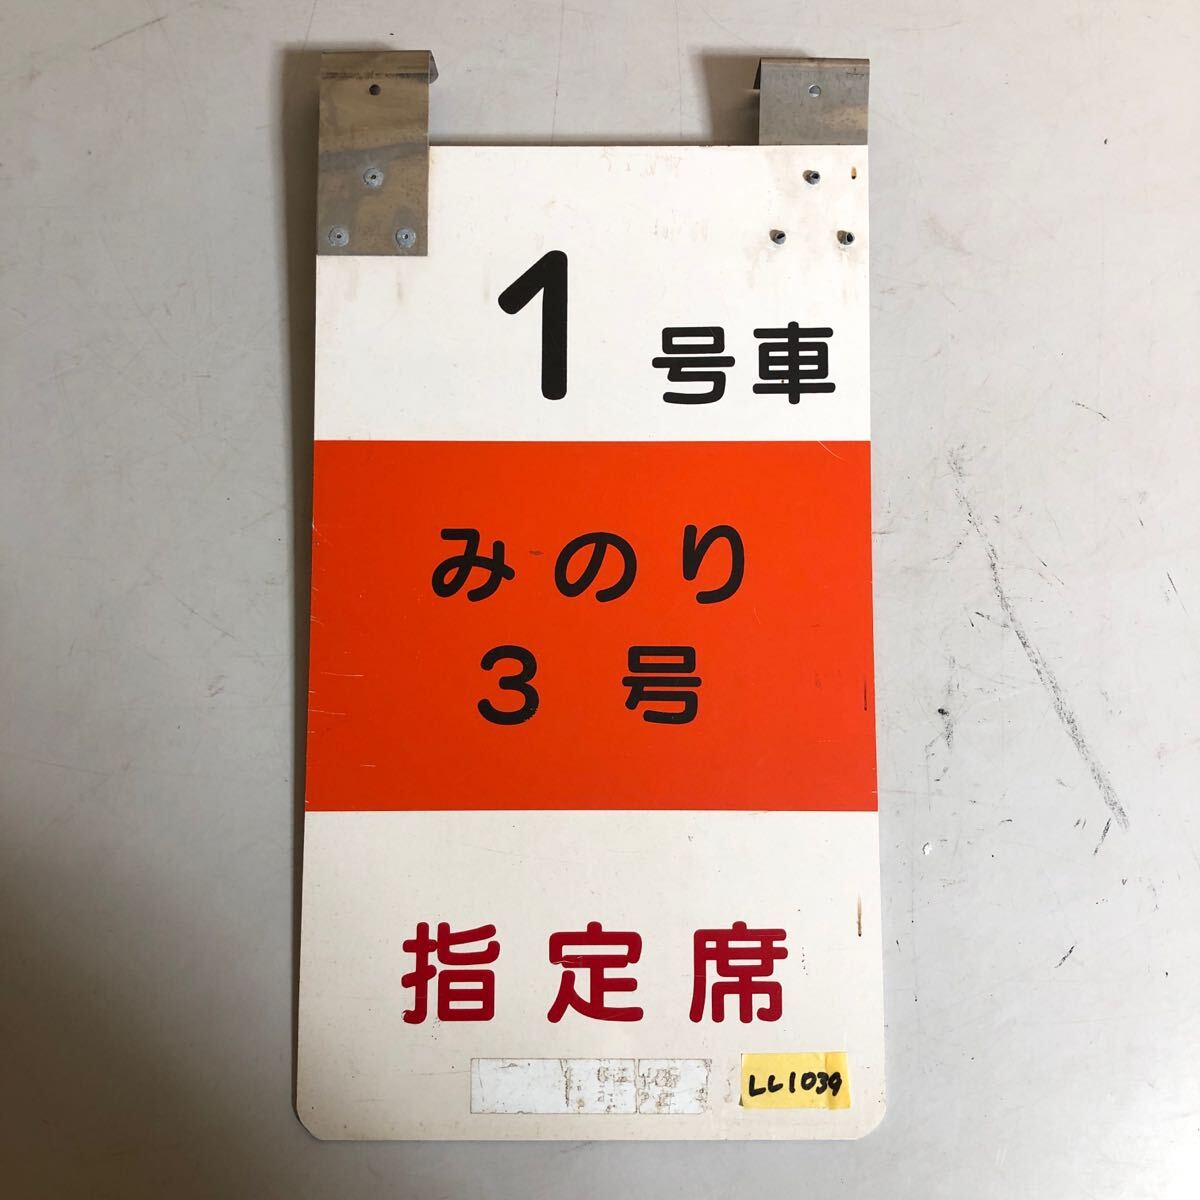 1 号車
みのり
3 号
指定席
LL1039